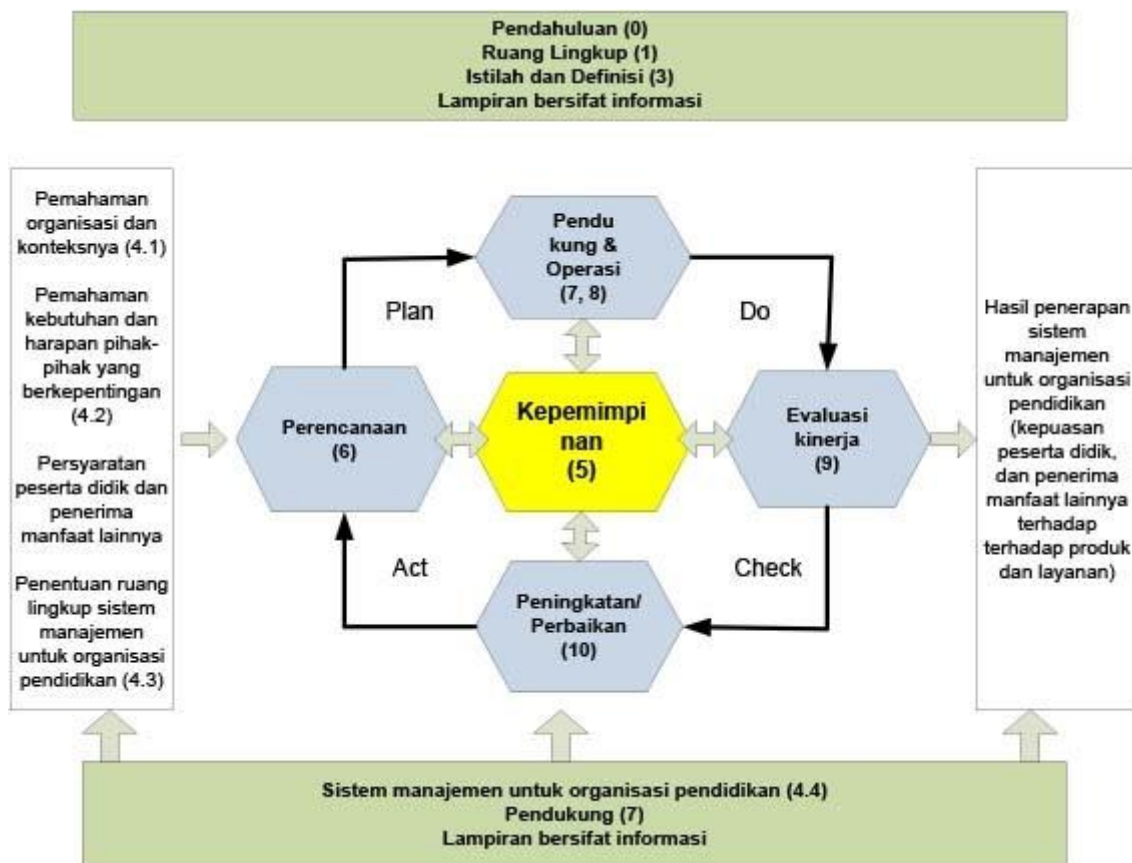 Pendahuluan (0)
Ruang Lingkup (1)
Istilah dan Definisi (3)
Lampiran bersifat informasi
Pemahaman
organisasi dan
konteksnya (4.1)
Pemahaman
kebutuhan dan
harapan pihak-
pihak yang
berkepentingan
(4.2)
Persyaratan
peserta didik dan
penerima
manfaat lainnya
Penentuan ruang
lingkup sistem
manajemen
untuk organisasi
pendidikan (4.3)
Pendu
kung &
Operasi
(7, 8)
Plan
Do
Perencanaan
(6)
Kepemimpi
nan
(5)
Evaluasi
kinerja
(9)
Act
Check
Peningkatan/
Perbaikan
(10)
Hasil penerapan
sistem
manajemen
untuk organisasi
pendidikan
(kepuasan
peserta didik,
dan penerima
manfaat lainnya
terhadap
terhadap produk
dan layanan)
Sistem manajemen untuk organisasi pendidikan (4.4)
Pendukung (7)
Lampiran bersifat informasi